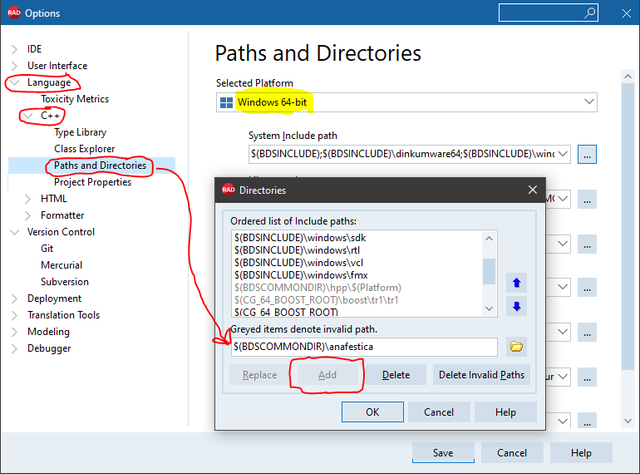 RAD
Options
IDE
User Interface
Language
Toxicity Metrics
C++
Type Library
Class Explorer
Paths and Directories
Project Properties
HTML
Formatter
Version Control
Git
Mercurial
Subversion
Deployment
Translation Tools
Modeling
Debugger
Paths and Directories
Selected Platform
Windows 64-bit
System Include path
$(BDSINCLUDE);$(BDSINCLUDE)\dinkumware64;$(BDSINCLUDE)\winc
...
RAD
Directories
Ordered list of Include paths:
$(BDSINCLUDE)\windows\sdk
$(BDSINCLUDE)\windows\rtl
$(BDSINCLUDE)\windows\vcl
$(BDSINCLUDE)\windows\fmx
$(BDSCOMMONDIR)\hpp\$(Platform)
$(CG_64_BOOST_ROOT)\boost\tr1\tr1
$(CG_64_BOOST_ROOT)
Greyed items denote invalid path.
$(BDSCOMMONDIR)\anafestica
Replace
Add
Delete
Delete Invalid Paths
OK
Cancel
Help
...
...
...
...
...
...
Save
Cancel
Help